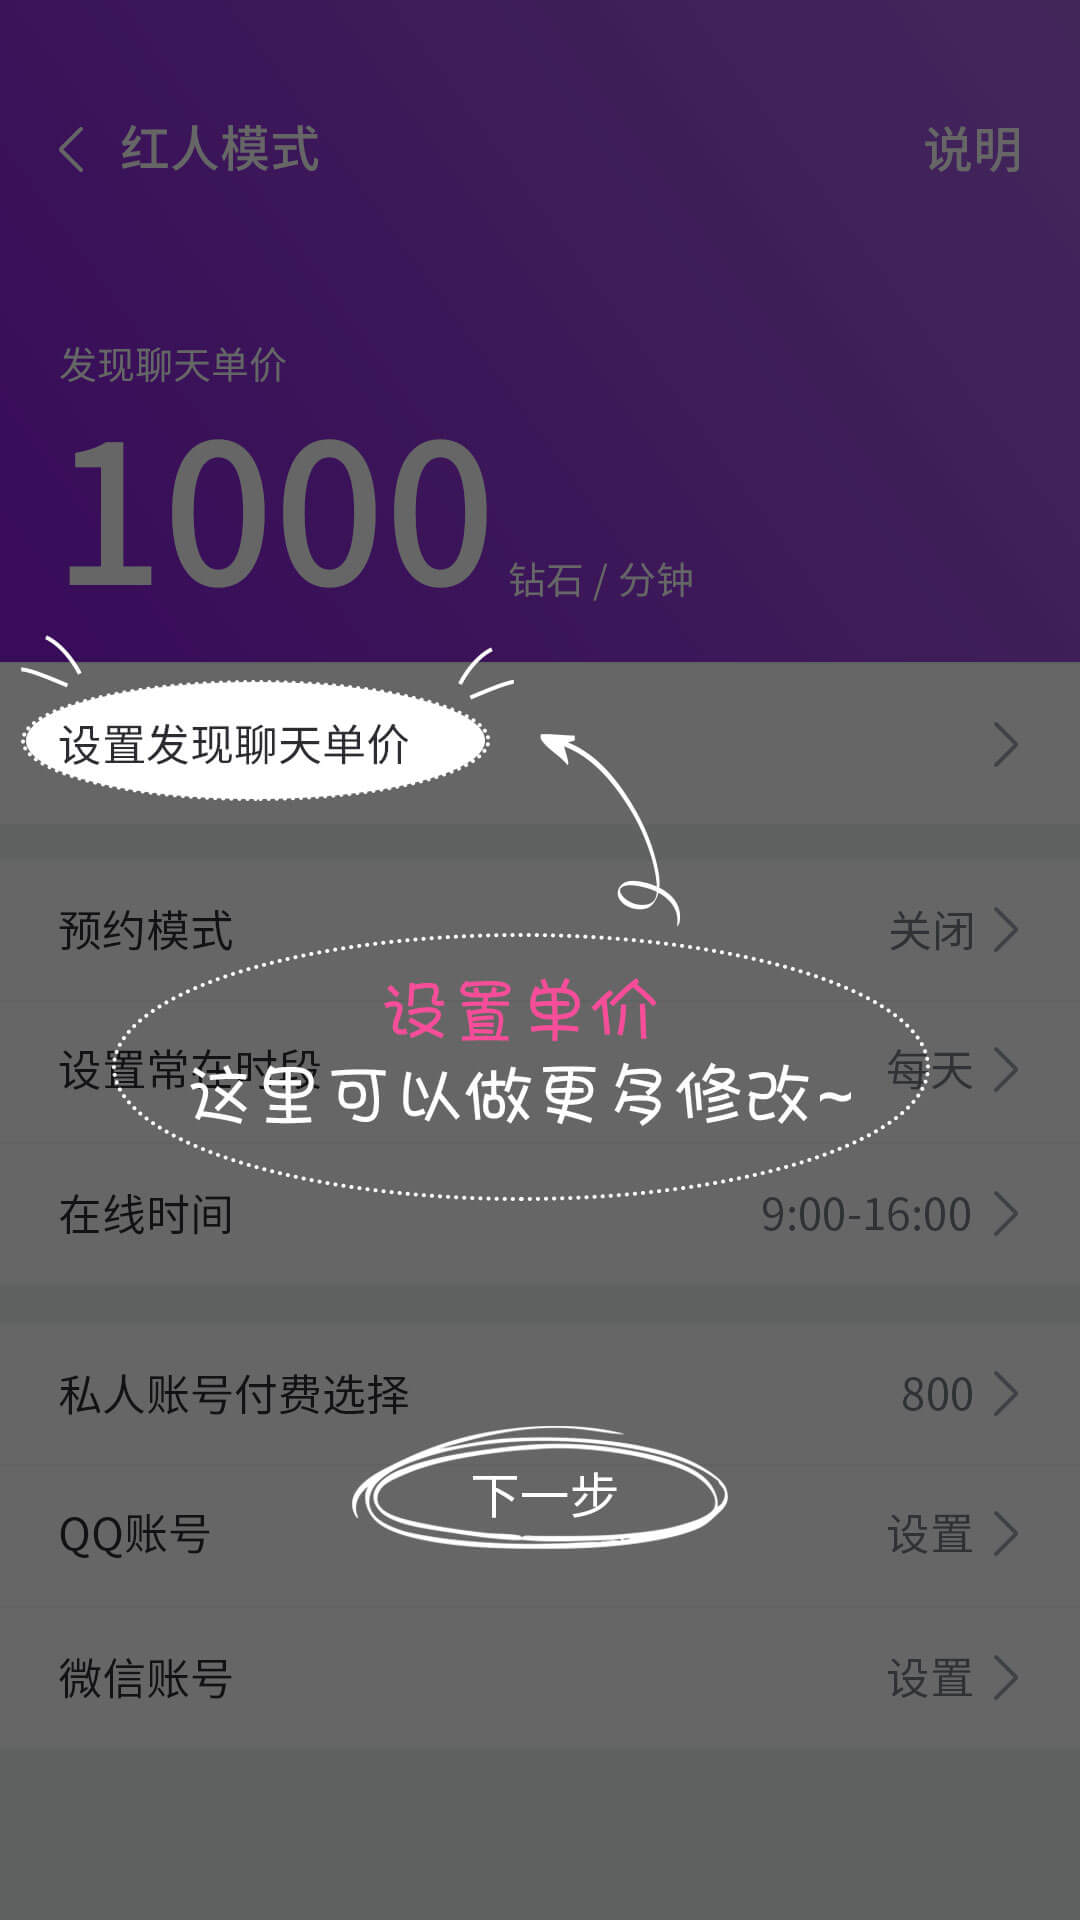 红人模式 说明
发现聊天单价
1000 钻石 / 分钟
设置发现聊天单价
预约模式 关闭
设置单价
设置常在时段 每天
这里可以做更多修改~
在线时间 9:00-16:00
私人账号付费选择 800
下一步
QQ账号 设置
微信账号 设置